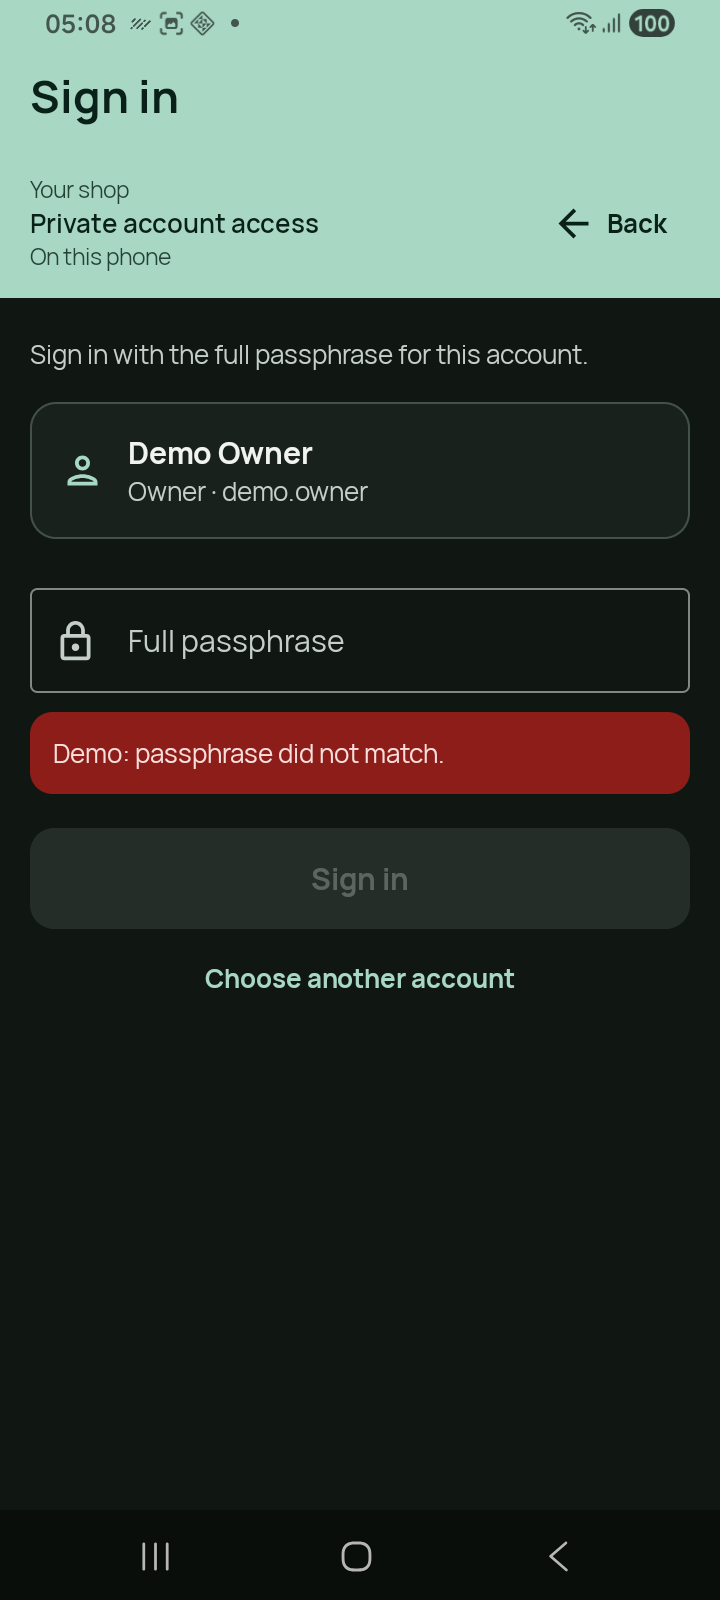 05:08
100
Sign in
Your shop
Private account access
Back
On this phone
Sign in with the full passphrase for this account.
Demo Owner
Owner · demo.owner
Full passphrase
Demo: passphrase did not match.
Sign in
Choose another account